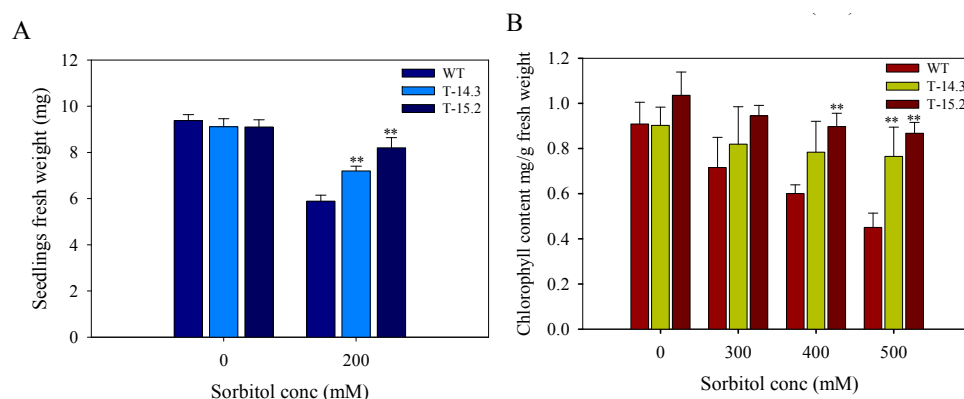 A
Seedlings fresh weight (mg)
12
10
8
6
4
2
0
WT
T-14.3
T-15.2
**
**
0
200
Sorbitol conc (mM)
B
Chlorophyll content mg/g fresh weight
1.2
1.0
0.8
0.6
0.4
0.2
0.0
WT
T-14.3
T-15.2
**
**
**
0
300
400
500
Sorbitol conc (mM)